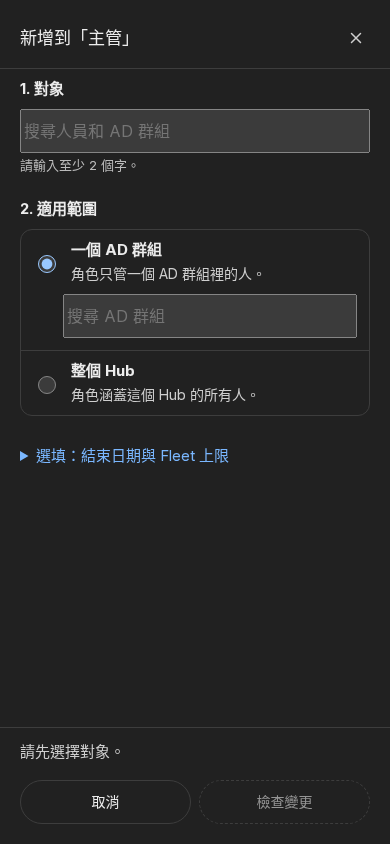 新增到「主管」
1. 對象
搜尋人員和 AD 群組
請輸入至少 2 個字。
2. 適用範圍
一個 AD 群組
角色只管一個 AD 群組裡的人。
搜尋 AD 群組
整個 Hub
角色涵蓋這個 Hub 的所有人。
選填：結束日期與 Fleet 上限
請先選擇對象。
取消
檢查變更